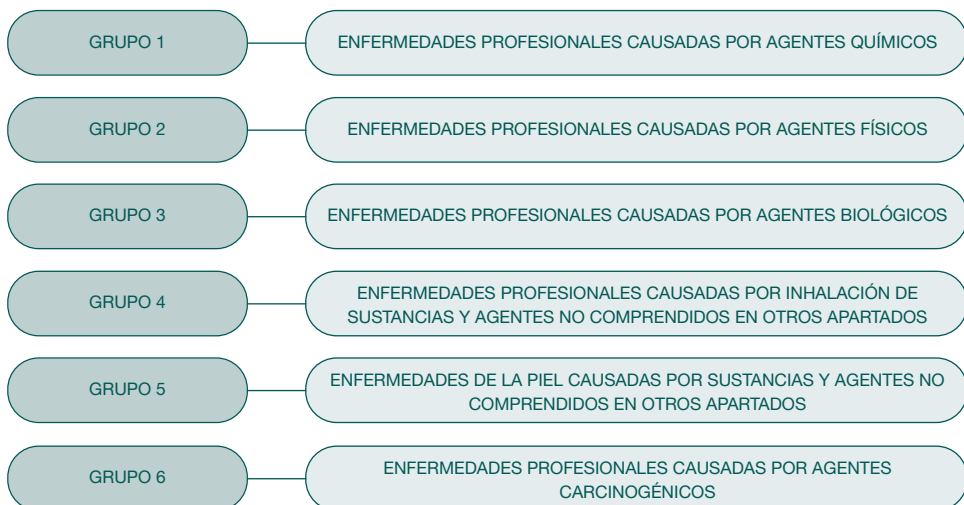 GRUPO 1
ENFERMEDADES PROFESIONALES CAUSADAS POR AGENTES QUÍMICOS
GRUPO 2
ENFERMEDADES PROFESIONALES CAUSADAS POR AGENTES FÍSICOS
GRUPO 3
ENFERMEDADES PROFESIONALES CAUSADAS POR AGENTES BIOLÓGICOS
GRUPO 4
ENFERMEDADES PROFESIONALES CAUSADAS POR INHALACIÓN DE
SUSTANCIAS Y AGENTES NO COMPRENDIDOS EN OTROS APARTADOS
GRUPO 5
ENFERMEDADES DE LA PIEL CAUSADAS POR SUSTANCIAS Y AGENTES NO
COMPRENDIDOS EN OTROS APARTADOS
GRUPO 6
ENFERMEDADES PROFESIONALES CAUSADAS POR AGENTES
CARCINOGÉNICOS